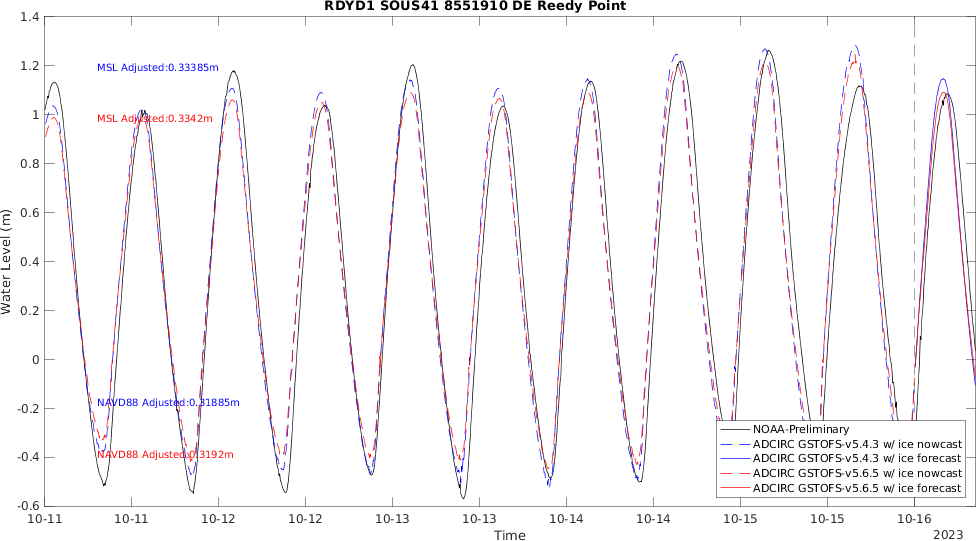 RDYD1 SOUS41 8551910 DE Reedy Point
Water Level (m)
1.4
1.2
1
0.8
0.6
0.4
0.2
0
-0.2
-0.4
-0.6
MSL Adjusted:0.33385m
MSL Adjusted:0.3342m
NAVD88 Adjusted:0.31885m
NAVD88 Adjusted:0.3192m
NOAA-Preliminary
ADCIRC GSTOFS-v5.4.3 w/ ice nowcast
ADCIRC GSTOFS-v5.4.3 w/ ice forecast
ADCIRC GSTOFS-v5.6.5 w/ ice nowcast
ADCIRC GSTOFS-v5.6.5 w/ ice forecast
10-11 10-11 10-12 10-12 10-13 10-13 10-14 10-14 10-15 10-15 10-16
Time
2023